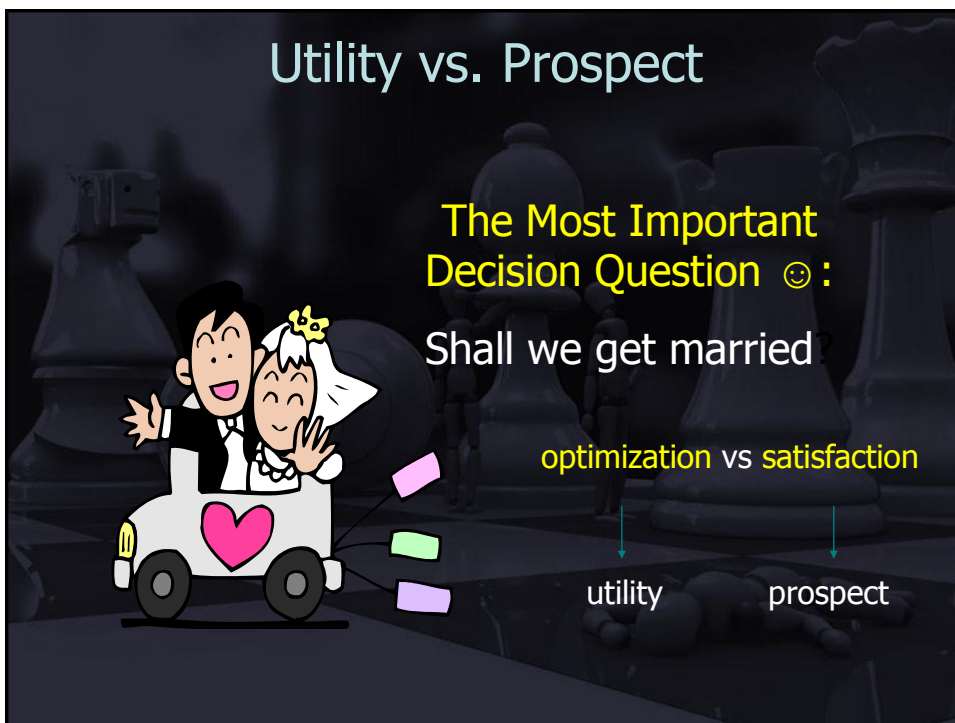 Utility vs. Prospect
The Most Important
Decision Question ☺:
Shall we get married?
optimization vs satisfaction
utility prospect